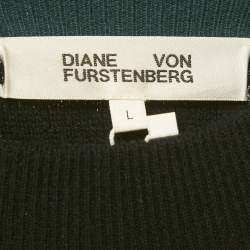 DIANE VON
FURSTENBERG
L